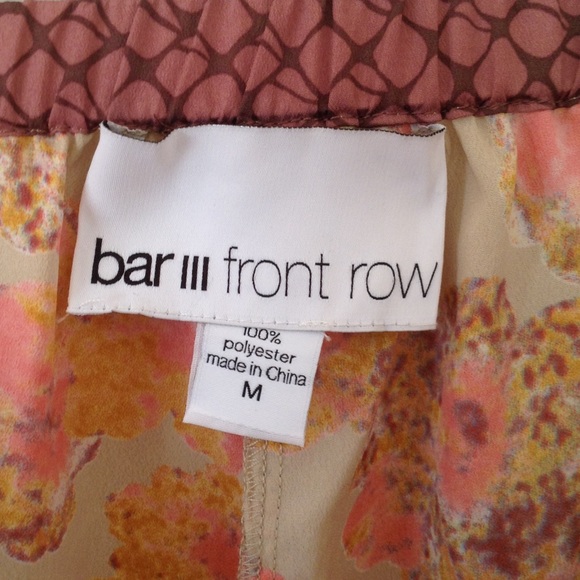 bar III front row
100%
polyester
made in China
M